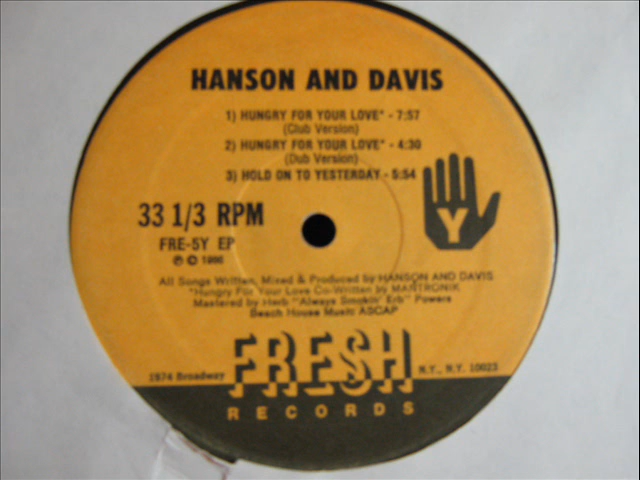 HANSON AND DAVIS
1) HUNGRY FOR YOUR LOVE* - 7:57
(Club Version)
2) HUNGRY FOR YOUR LOVE* - 4:30
(Dub Version)
3) HOLD ON TO YESTERDAY - 5:54
Y
33 1/3 RPM
FRE-5Y EP
℗ © 1986
All Songs Written, Mixed & Produced by HANSON AND DAVIS
*Hungry For Your Love Co-Written by MANTRONIK
Mastered by Herb "Always Smokin' Erb" Powers
Beach House Music ASCAP
1974 Broadway FRESH N.Y., N.Y. 10023
RECORDS